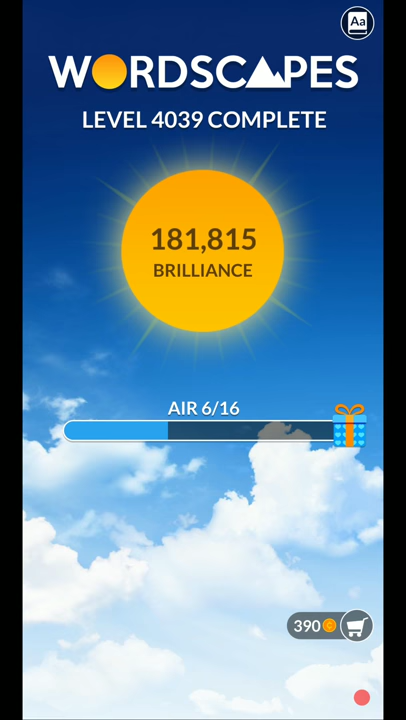 Aa
WORDSCAPES
LEVEL 4039 COMPLETE
181,815
BRILLIANCE
AIR 6/16
390